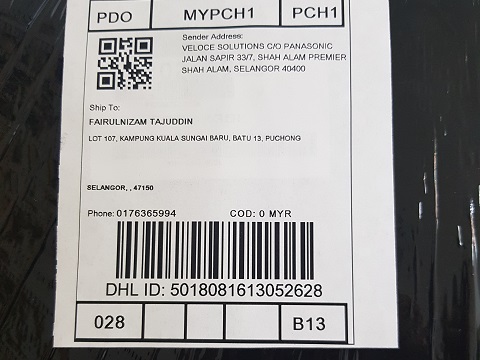 PDO MYPCH1 PCH1
Sender Address:
VELOCE SOLUTIONS C/O PANASONIC
JALAN SAPIR 33/7, SHAH ALAM PREMIER
SHAH ALAM, SELANGOR 40400
Ship To:
FAIRULNIZAM TAJUDDIN
LOT 107, KAMPUNG KUALA SUNGAI BARU, BATU 13, PUCHONG
SELANGOR, , 47150
Phone: 0176365994 COD: 0 MYR
DHL ID: 5018081613052628
028 B13